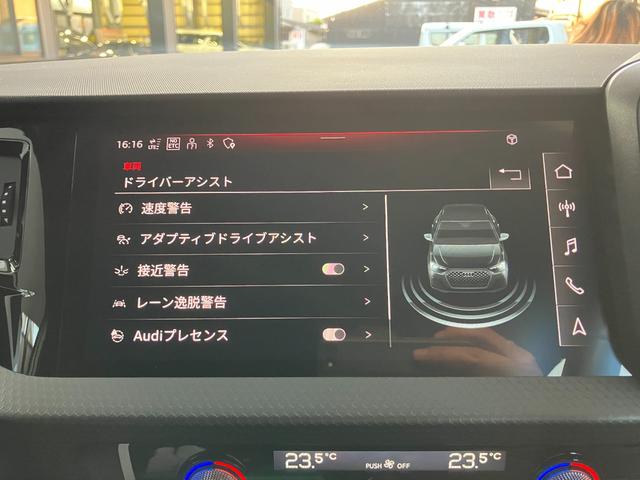 16:16 LTE NO ETC
車両
ドライバーアシスト
速度警告
アダプティブドライブアシスト
接近警告
レーン逸脱警告
Audiプレセンス
23.5°C PUSH OFF 23.5°C